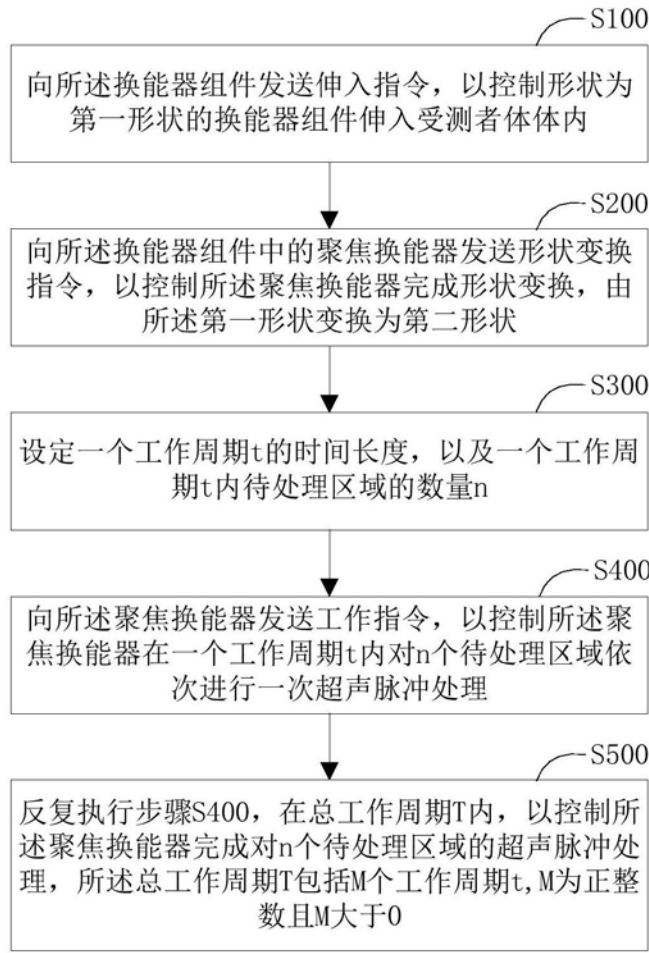 S100
向所述换能器组件发送伸入指令，以控制形状为
第一形状的换能器组件伸入受测者体体内
S200
向所述换能器组件中的聚焦换能器发送形状变换
指令，以控制所述聚焦换能器完成形状变换，由
所述第一形状变换为第二形状
S300
设定一个工作周期t的时间长度，以及一个工作周
期t内待处理区域的数量n
S400
向所述聚焦换能器发送工作指令，以控制所述聚
焦换能器在一个工作周期t内对n个待处理区域依
次进行一次超声脉冲处理
S500
反复执行步骤S400，在总工作周期T内，以控制所
述聚焦换能器完成对n个待处理区域的超声脉冲处
理，所述总工作周期T包括M个工作周期t,M为正整
数且M大于0